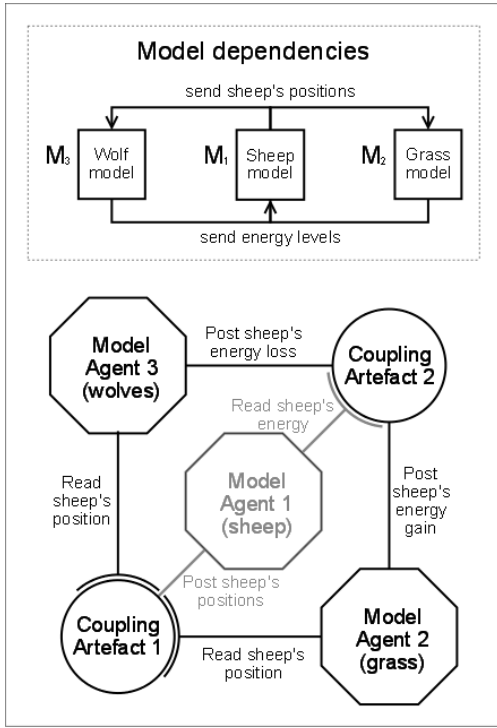 Model dependencies
send sheep's positions
M3
Wolf
model
M1
Sheep
model
M2
Grass
model
send energy levels
Model
Agent 3
(wolves)
Post sheep's
energy loss
Coupling
Artefact 2
Read sheep's
energy
Model
Agent 1
(sheep)
Read
sheep's
position
Post
sheep's
energy
gain
Post sheep's
positions
Coupling
Artefact 1
Read sheep's
position
Model
Agent 2
(grass)